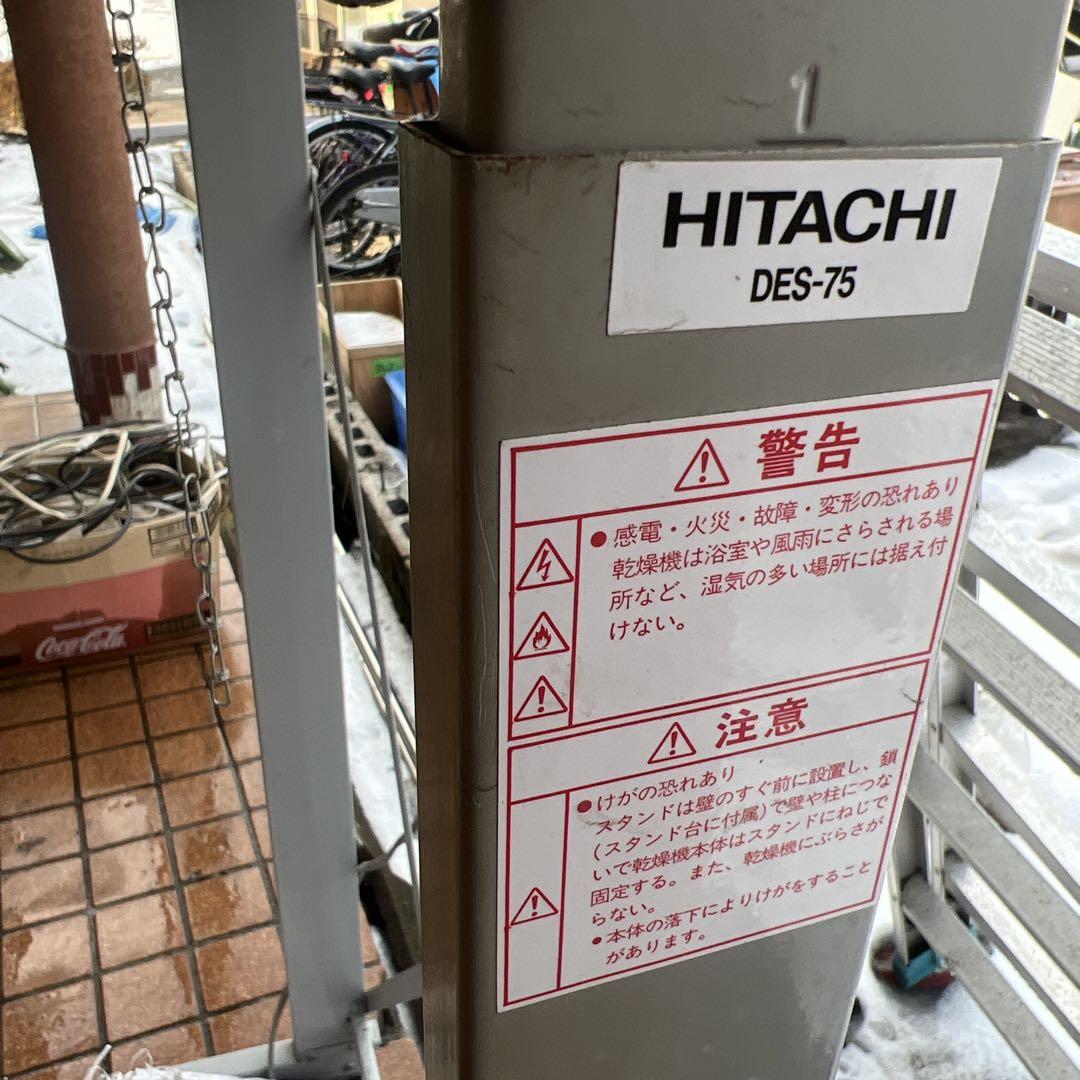 1
HITACHI
DES-75
警告
●感電・火災・故障・変形の恐れあり
乾燥機は浴室や風雨にさらされる場
所など、湿気の多い場所には据え付
けない。
注意
●けがの恐れあり
スタンドは壁のすぐ前に設置し、鎖
(スタンド台に付属)で壁や柱につな
いで乾燥機本体はスタンドにねじで
固定する。また、乾燥機にぶらさが
らない。
●本体の落下によりけがをすること
があります。
Coca-Cola